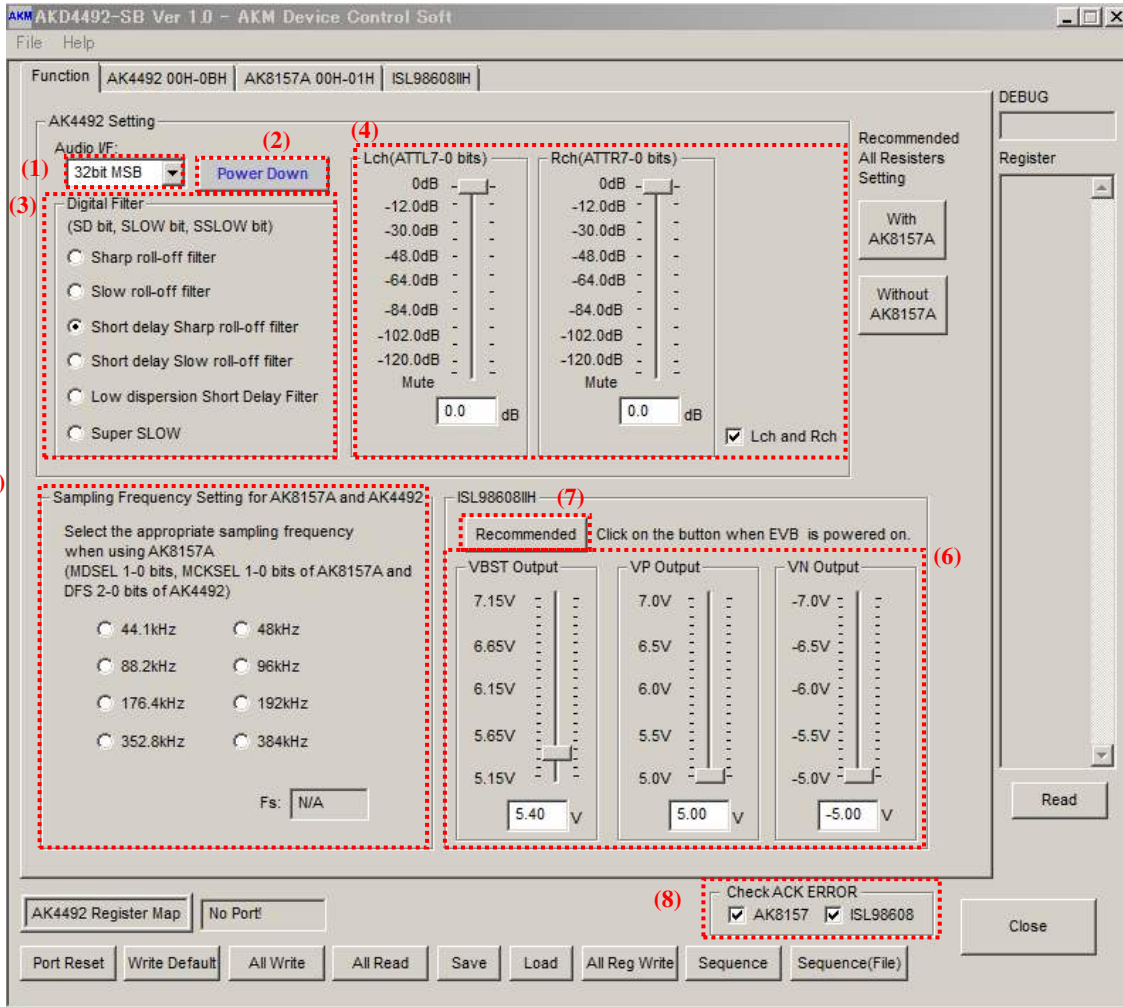 AKM AKD4492-SB Ver 1.0 - AKM Device Control Soft
File Help
Function AK4492 00H-0BH AK8157A 00H-01H ISL98608IIH
DEBUG
AK4492 Setting
Audio I/F:
(1) 32bit MSB
(2)
Power Down
(3)
Digital Filter
(SD bit, SLOW bit, SSLOW bit)
Sharp roll-off filter
Slow roll-off filter
Short delay Sharp roll-off filter
Short delay Slow roll-off filter
Low dispersion Short Delay Filter
Super SLOW
(4)
Lch(ATTL7-0 bits)
0dB
-12.0dB
-30.0dB
-48.0dB
-64.0dB
-84.0dB
-102.0dB
-120.0dB
Mute
0.0 dB
Rch(ATTR7-0 bits)
0dB
-12.0dB
-30.0dB
-48.0dB
-64.0dB
-84.0dB
-102.0dB
-120.0dB
Mute
0.0 dB
Lch and Rch
Recommended
All Resisters
Setting
With
AK8157A
Without
AK8157A
Register
)
Sampling Frequency Setting for AK8157A and AK4492
Select the appropriate sampling frequency
when using AK8157A
(MDSEL 1-0 bits, MCKSEL 1-0 bits of AK8157A and
DFS 2-0 bits of AK4492)
44.1kHz 48kHz
88.2kHz 96kHz
176.4kHz 192kHz
352.8kHz 384kHz
Fs: N/A
ISL98608IIH
(7)
Recommended Click on the button when EVB is powered on.
(6)
VBST Output
7.15V
6.65V
6.15V
5.65V
5.15V
5.40 V
VP Output
7.0V
6.5V
6.0V
5.5V
5.0V
5.00 V
VN Output
-7.0V
-6.5V
-6.0V
-5.5V
-5.0V
-5.00 V
Read
(8)
Check ACK ERROR
AK8157 ISL98608
AK4492 Register Map No Port!
Close
Port Reset Write Default All Write All Read Save Load All Reg Write Sequence Sequence(File)